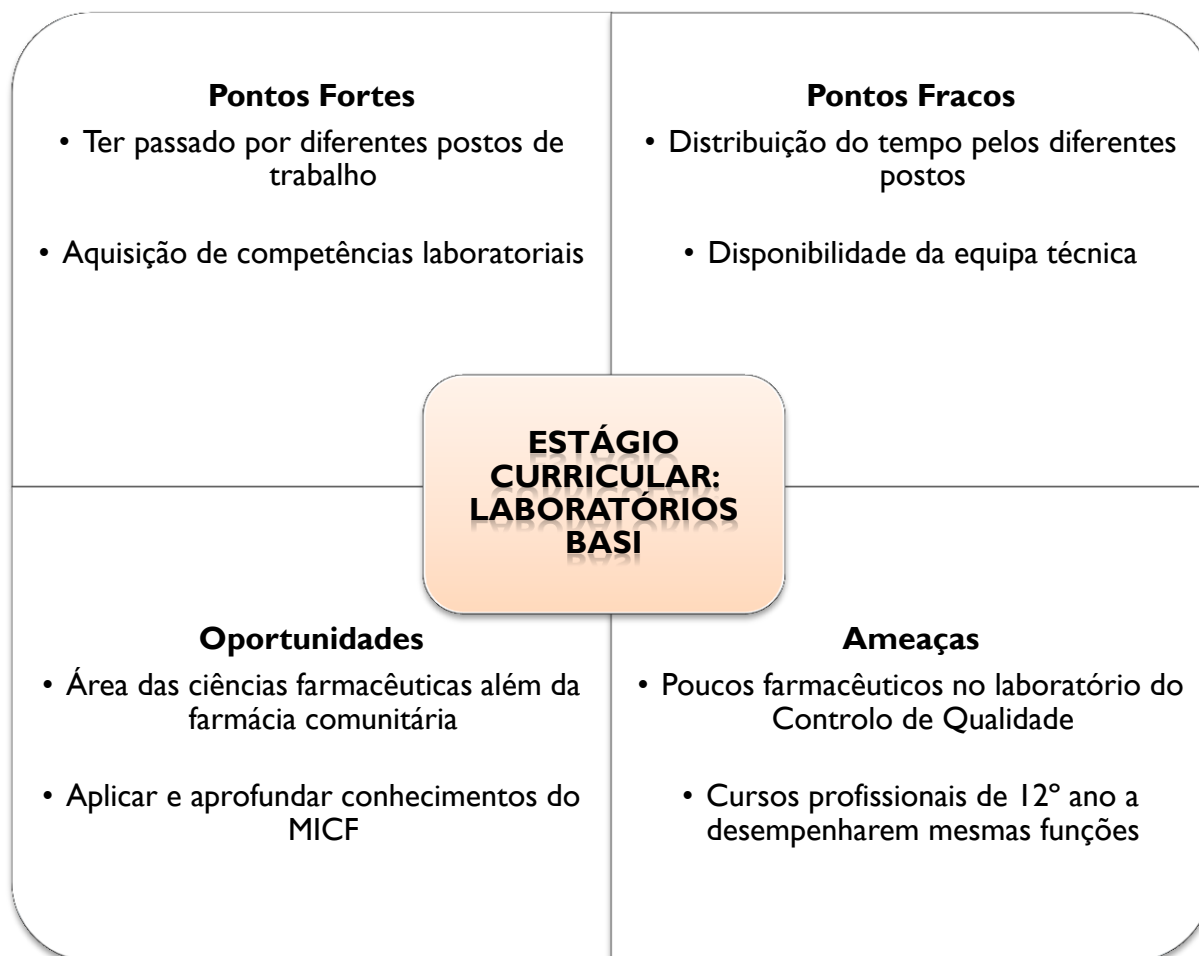 Pontos Fortes
• Ter passado por diferentes postos de
trabalho
• Aquisição de competências laboratoriais
Pontos Fracos
• Distribuição do tempo pelos diferentes
postos
• Disponibilidade da equipa técnica
ESTÁGIO
CURRICULAR:
LABORATÓRIOS
BASI
Oportunidades
• Área das ciências farmacêuticas além da
farmácia comunitária
• Aplicar e aprofundar conhecimentos do
MICF
Ameaças
• Poucos farmacêuticos no laboratório do
Controlo de Qualidade
• Cursos profissionais de 12º ano a
desempenharem mesmas funções